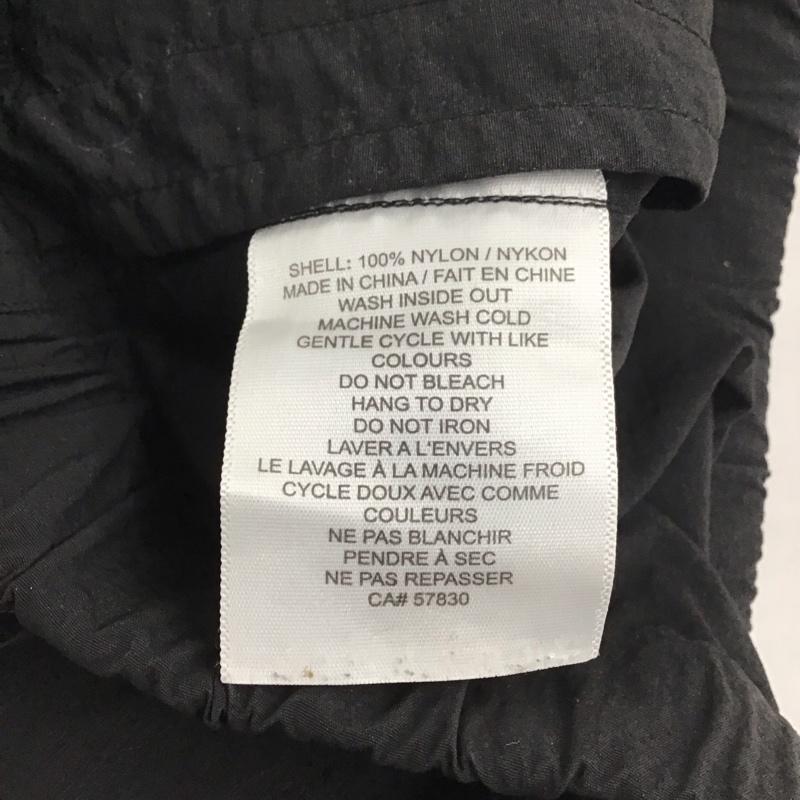 SHELL: 100% NYLON / NYKON
MADE IN CHINA / FAIT EN CHINE
WASH INSIDE OUT
MACHINE WASH COLD
GENTLE CYCLE WITH LIKE
COLOURS
DO NOT BLEACH
HANG TO DRY
DO NOT IRON
LAVER A L'ENVERS
LE LAVAGE À LA MACHINE FROID
CYCLE DOUX AVEC COMME
COULEURS
NE PAS BLANCHIR
PENDRE À SEC
NE PAS REPASSER
CA# 57830